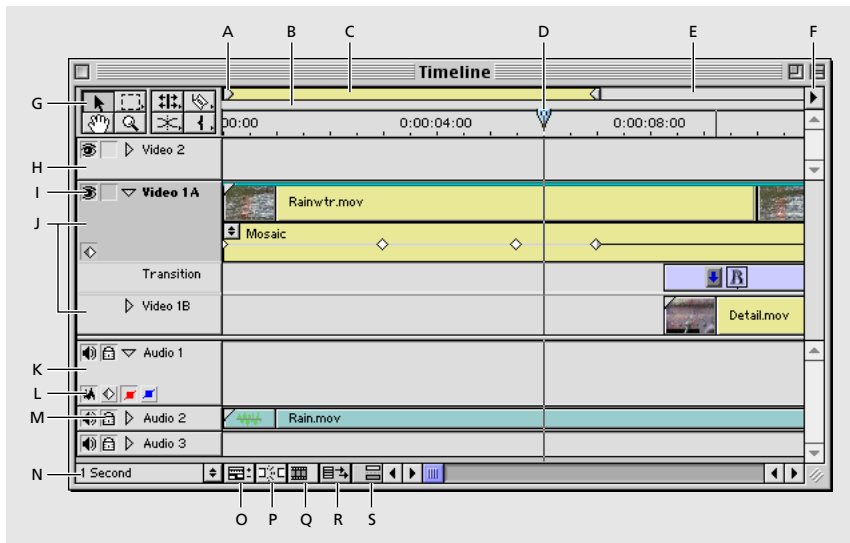 A B C D E F
Timeline
G
00:00 0:00:04:00 0:00:08:00
Video 2
H
I
Video 1A
Rainwtr.mov
J
Mosaic
Transition
B
Video 1B
Detail.mov
Audio 1
K
L
M
Audio 2
Rain.mov
Audio 3
N
1 Second
O P Q R S